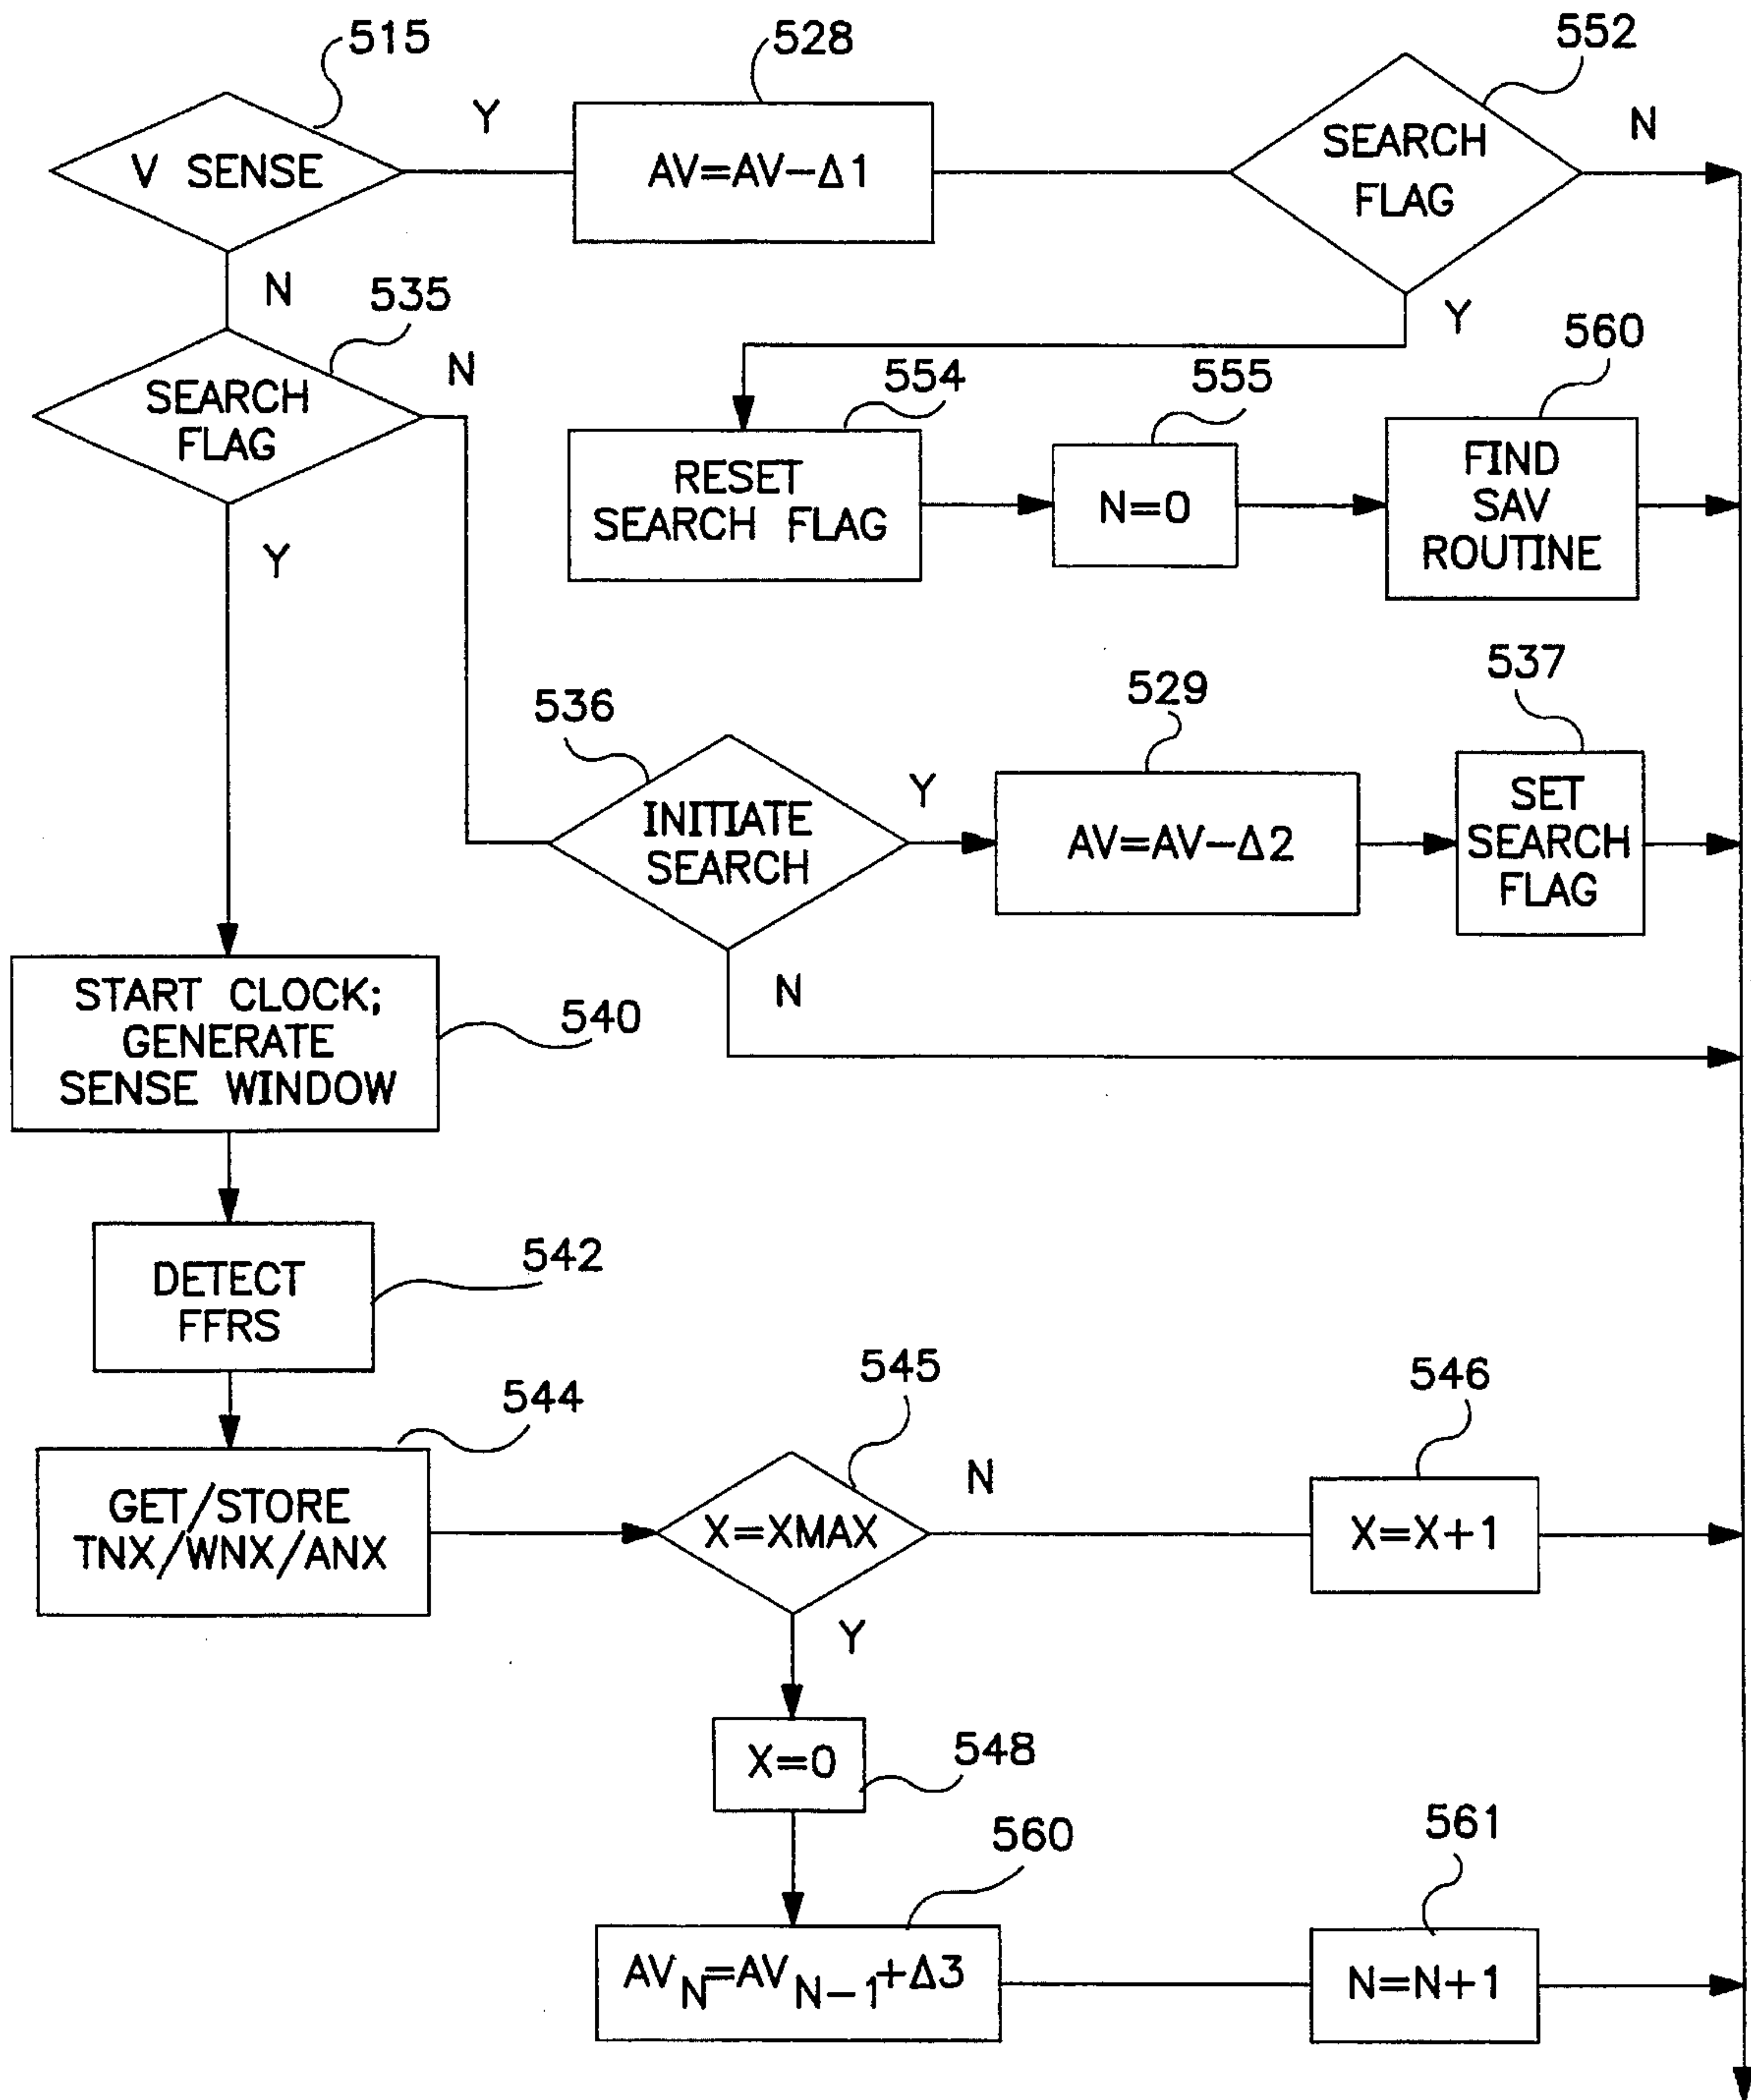 515
528
552
V SENSE
Y
AV=AV−Δ1
SEARCH
FLAG
N
N
535
Y
SEARCH
FLAG
N
554
555
560
RESET
SEARCH FLAG
N=0
FIND
SAV
ROUTINE
Y
536
529
537
INITIATE
SEARCH
Y
AV=AV−Δ2
SET
SEARCH
FLAG
N
START CLOCK;
GENERATE
SENSE WINDOW
540
DETECT
FFRS
542
544
545
546
GET/STORE
TNX/WNX/ANX
X=XMAX
N
X=X+1
Y
X=0
548
560
561
AV_N=AV_{N−1}+Δ3
N=N+1